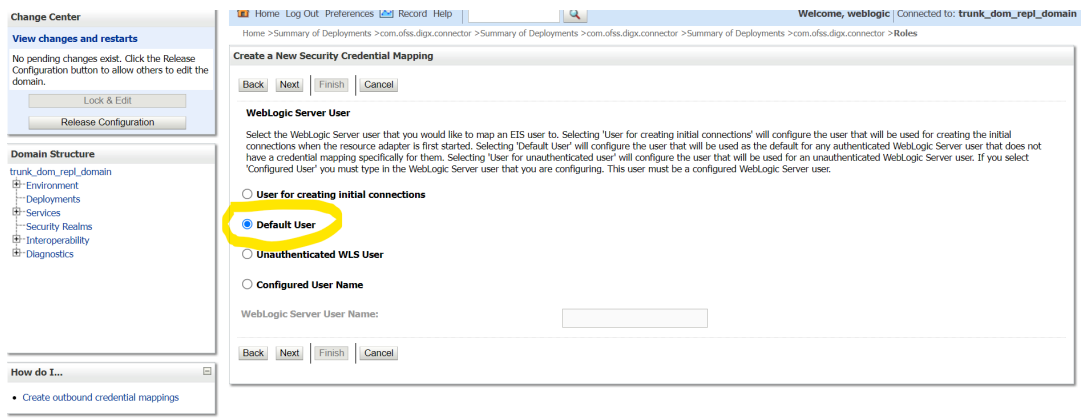 Change Center
View changes and restarts
No pending changes exist. Click the Release
Configuration button to allow others to edit the
domain.
Lock & Edit
Release Configuration
Domain Structure
trunk_dom_repl_domain
Environment
Deployments
Services
Security Realms
Interoperability
Diagnostics
How do I...
Create outbound credential mappings
Home Log Out Preferences Record Help
Welcome, weblogic Connected to: trunk_dom_repl_domain
Home >Summary of Deployments >com.ofss.digx.connector >Summary of Deployments >com.ofss.digx.connector >Summary of Deployments >com.ofss.digx.connector >Roles
Create a New Security Credential Mapping
Back Next Finish Cancel
WebLogic Server User
Select the WebLogic Server user that you would like to map an EIS user to. Selecting 'User for creating initial connections' will configure the user that will be used for creating the initial
connections when the resource adapter is first started. Selecting 'Default User' will configure the user that will be used as the default for any authenticated WebLogic Server user that does not
have a credential mapping specifically for them. Selecting 'User for unauthenticated user' will configure the user that will be used for an unauthenticated WebLogic Server user. If you select
'Configured User' you must type in the WebLogic Server user that you are configuring. This user must be a configured WebLogic Server user.
User for creating initial connections
Default User
Unauthenticated WLS User
Configured User Name
WebLogic Server User Name:
Back Next Finish Cancel